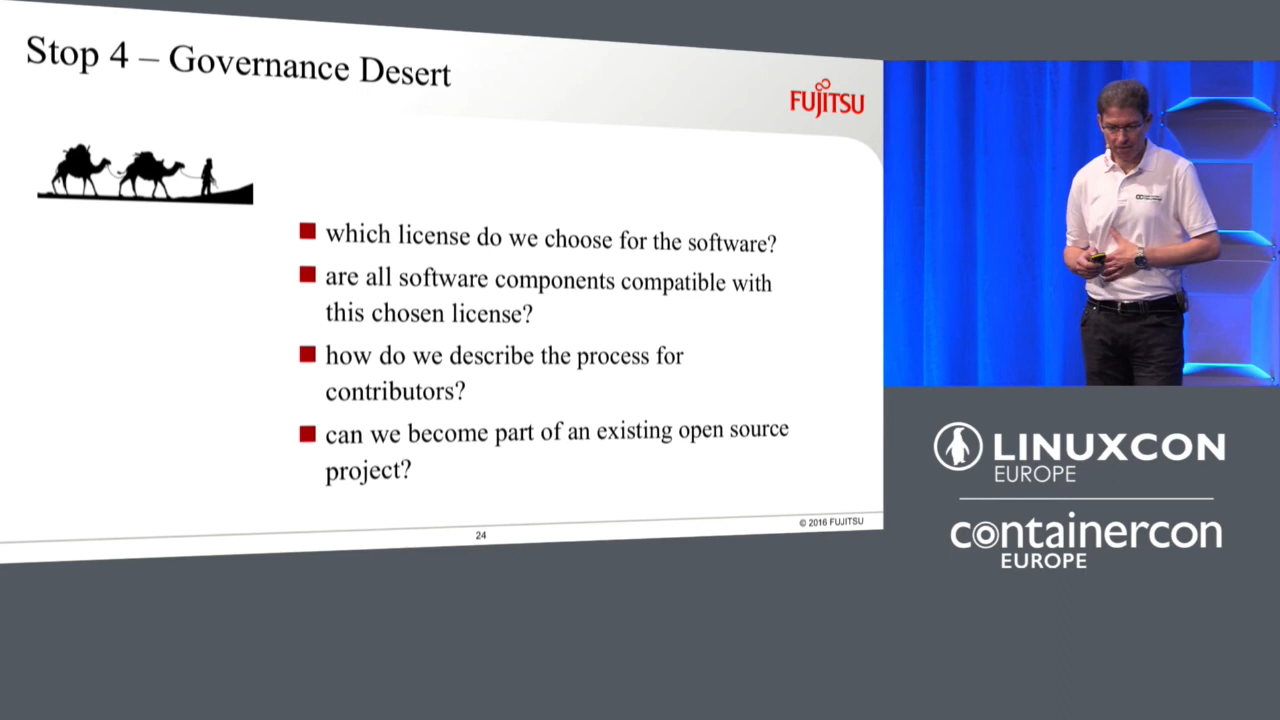 Stop 4 – Governance Desert
FUJITSU
which license do we choose for the software?
are all software components compatible with
this chosen license?
how do we describe the process for
contributors?
can we become part of an existing open source
project?
24
© 2016 FUJITSU
LINUXCON
EUROPE
containercon
EUROPE